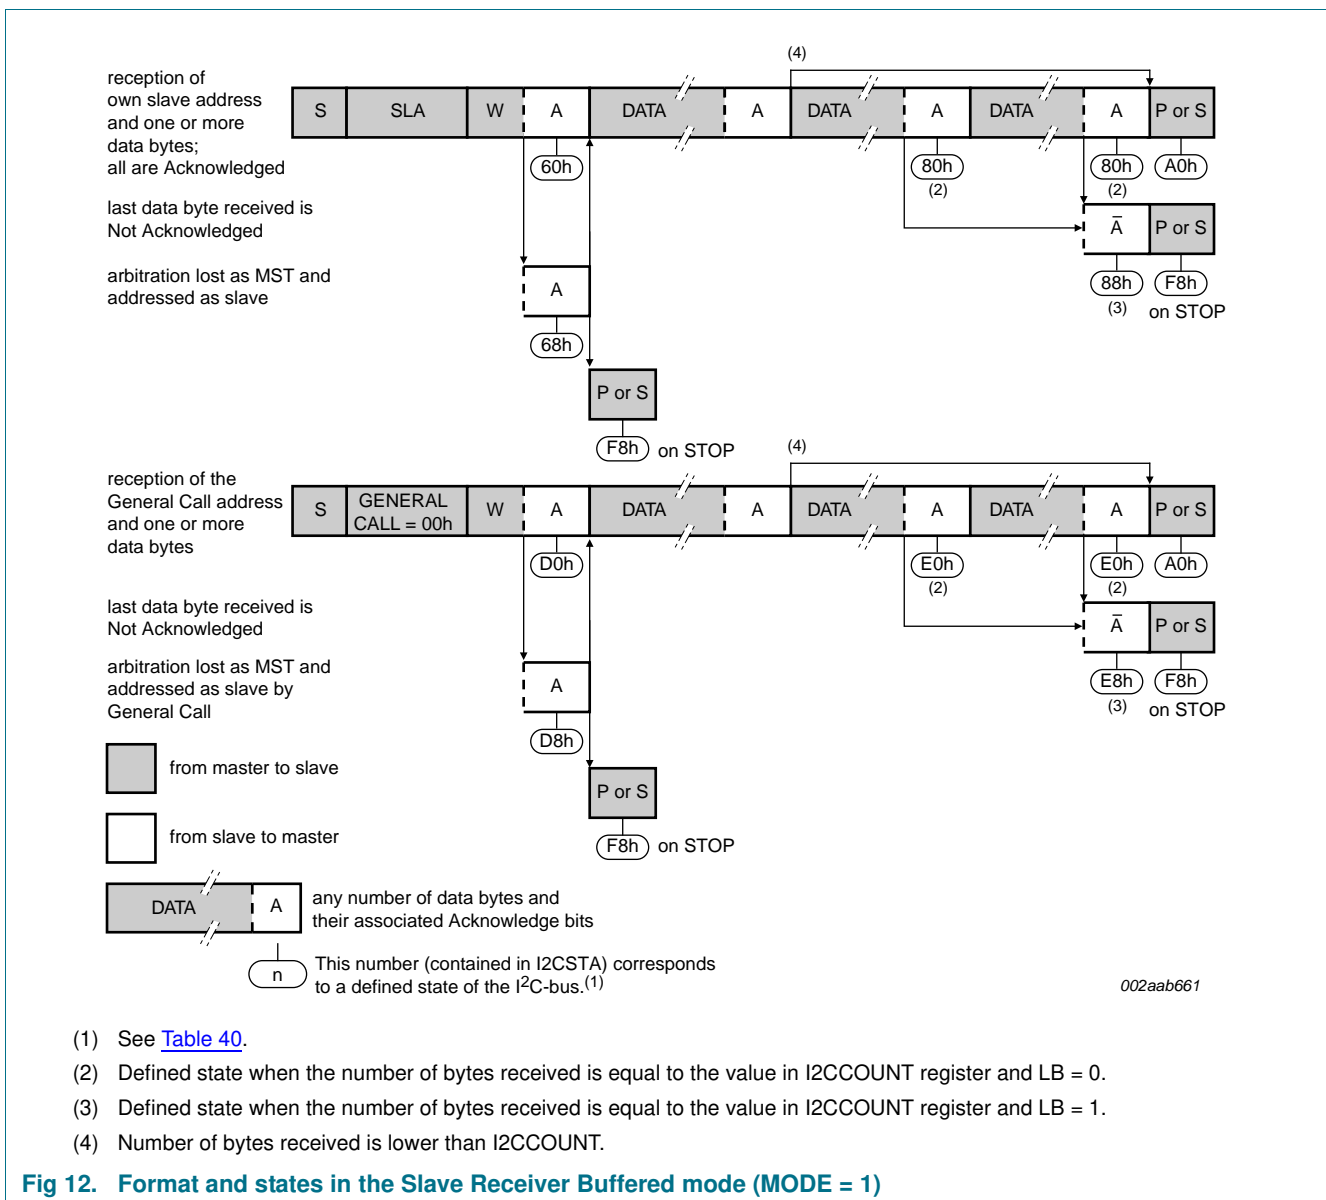 (4)
reception of
own slave address
and one or more
data bytes;
all are Acknowledged
S SLA W A DATA A DATA A DATA A P or S
60h 80h 80h A0h
(2) (2)
last data byte received is
Not Acknowledged
Ā P or S
88h F8h
(3) on STOP
arbitration lost as MST and
addressed as slave
A
68h
P or S
F8h on STOP
(4)
reception of the
General Call address
and one or more
data bytes
S GENERAL CALL = 00h W A DATA A DATA A DATA A P or S
D0h E0h E0h A0h
(2) (2)
last data byte received is
Not Acknowledged
Ā P or S
E8h F8h
(3) on STOP
arbitration lost as MST and
addressed as slave by
General Call
A
D8h
P or S
F8h on STOP
from master to slave
from slave to master
DATA A any number of data bytes and
their associated Acknowledge bits
n This number (contained in I2CSTA) corresponds
to a defined state of the I²C-bus.(1)
002aab661
(1) See Table 40.
(2) Defined state when the number of bytes received is equal to the value in I2CCOUNT register and LB = 0.
(3) Defined state when the number of bytes received is equal to the value in I2CCOUNT register and LB = 1.
(4) Number of bytes received is lower than I2CCOUNT.
Fig 12. Format and states in the Slave Receiver Buffered mode (MODE = 1)